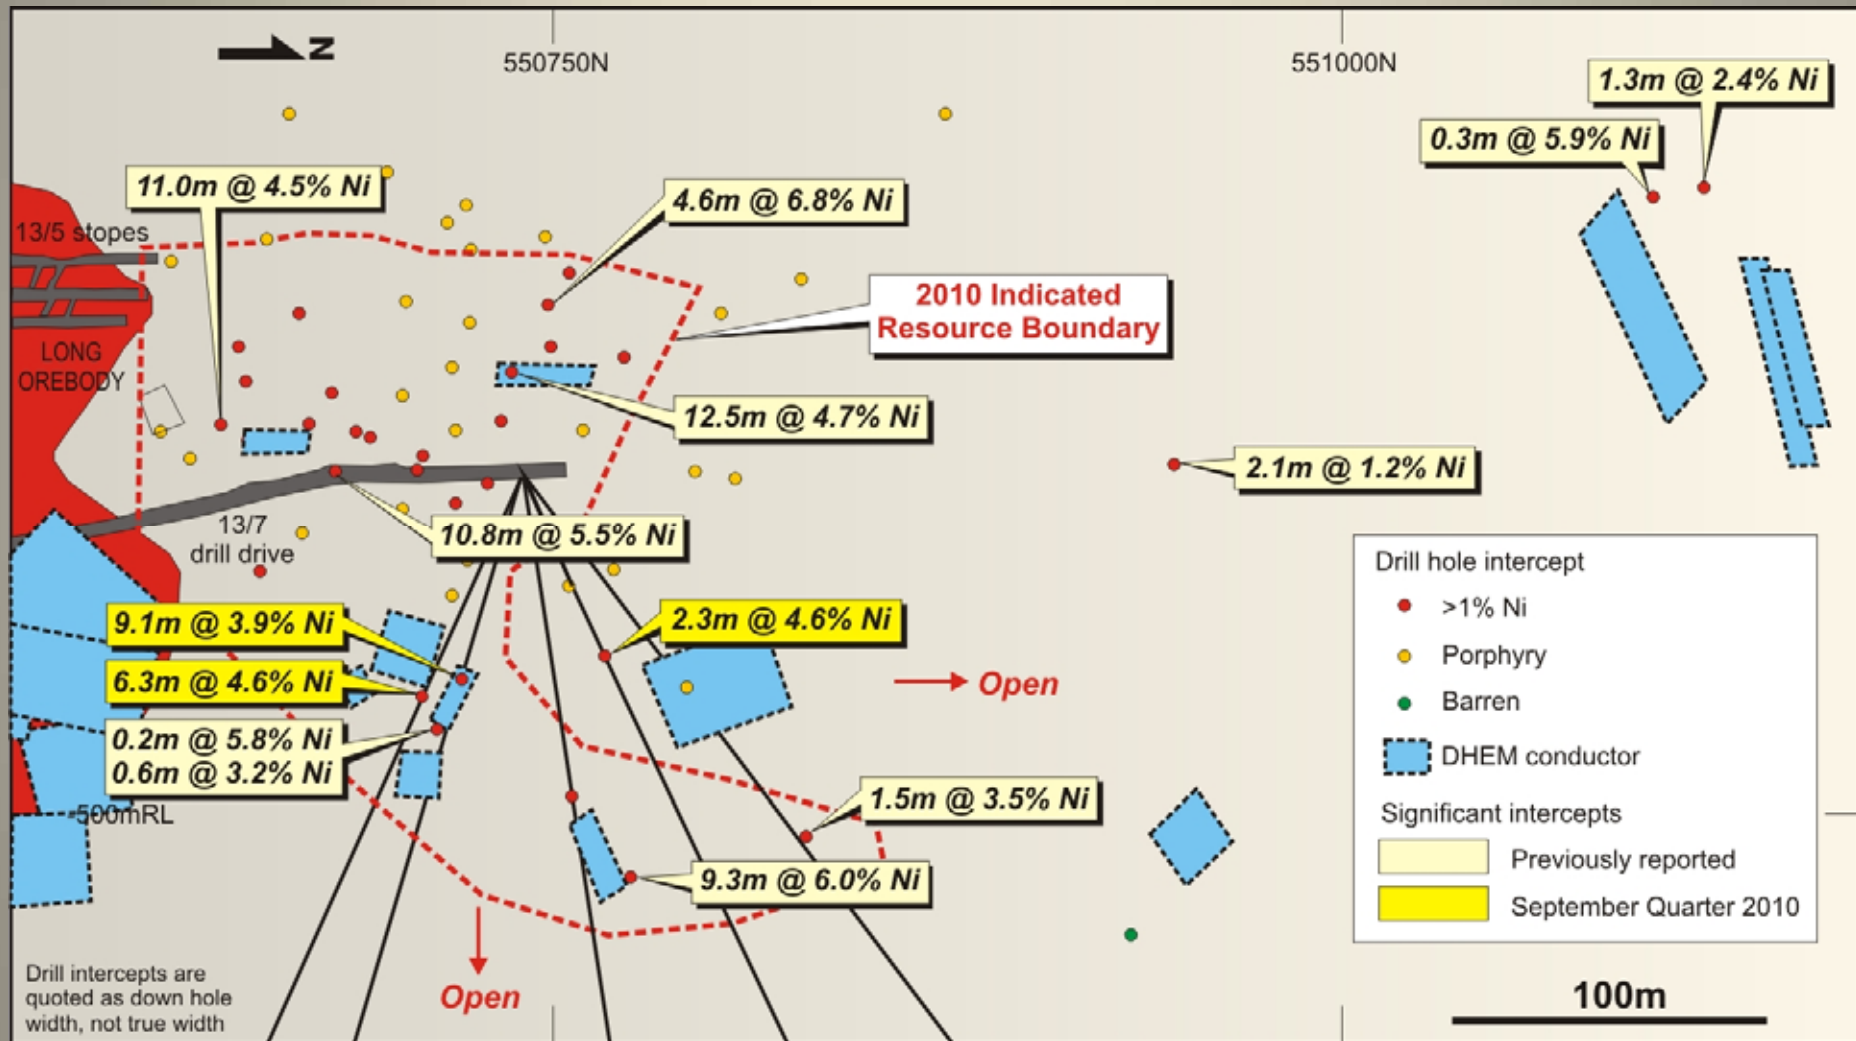 N
550750N
551000N
1.3m @ 2.4% Ni
0.3m @ 5.9% Ni
11.0m @ 4.5% Ni
4.6m @ 6.8% Ni
13/5 stopes
2010 Indicated
Resource Boundary
LONG
OREBODY
12.5m @ 4.7% Ni
2.1m @ 1.2% Ni
13/7
drill drive
10.8m @ 5.5% Ni
9.1m @ 3.9% Ni
2.3m @ 4.6% Ni
6.3m @ 4.6% Ni
Open
0.2m @ 5.8% Ni
0.6m @ 3.2% Ni
1.5m @ 3.5% Ni
-500mRL
9.3m @ 6.0% Ni
Open
Drill intercepts are
quoted as down hole
width, not true width
Drill hole intercept
>1% Ni
Porphyry
Barren
DHEM conductor
Significant intercepts
Previously reported
September Quarter 2010
100m